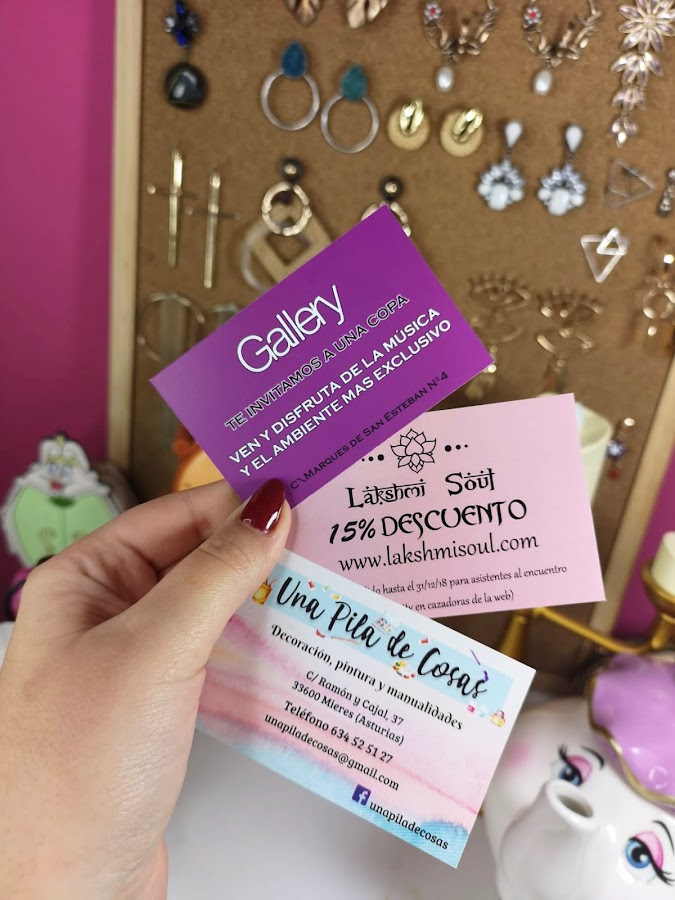 Gallery
TE INVITAMOS A UNA COPA
VEN Y DISFRUTA DE LA MÚSICA
Y EL AMBIENTE MAS EXCLUSIVO
C\MARQUES DE SAN ESTEBAN Nº4
Lakshmi Soul
15% DESCUENTO
www.lakshmisoul.com
hasta el 31/12/18 para asistentes al encuentro
en cazadoras de la web)
Una Pila de Cosas
Decoración, pintura y manualidades
C/ Ramón y Cajal, 37
33600 Mieres (Asturias)
Teléfono 634 52 51 27
unapiladecosas@gmail.com
f unapiladecosas